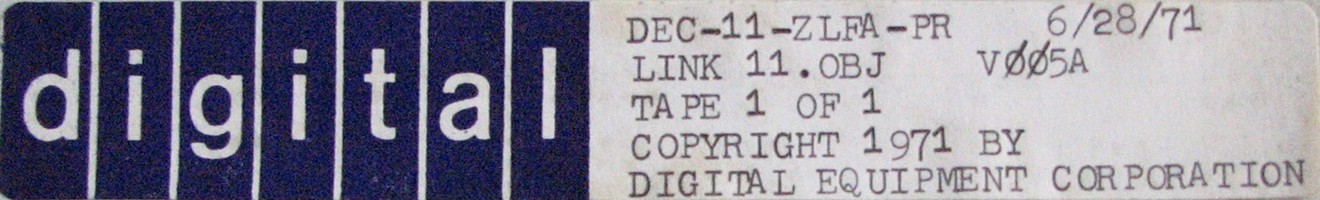 digital
DEC-11-ZLFA-PR 6/28/71
LINK 11.OBJ VØØ5A
TAPE 1 OF 1
COPYRIGHT 1971 BY
DIGITAL EQUIPMENT CORPORATION